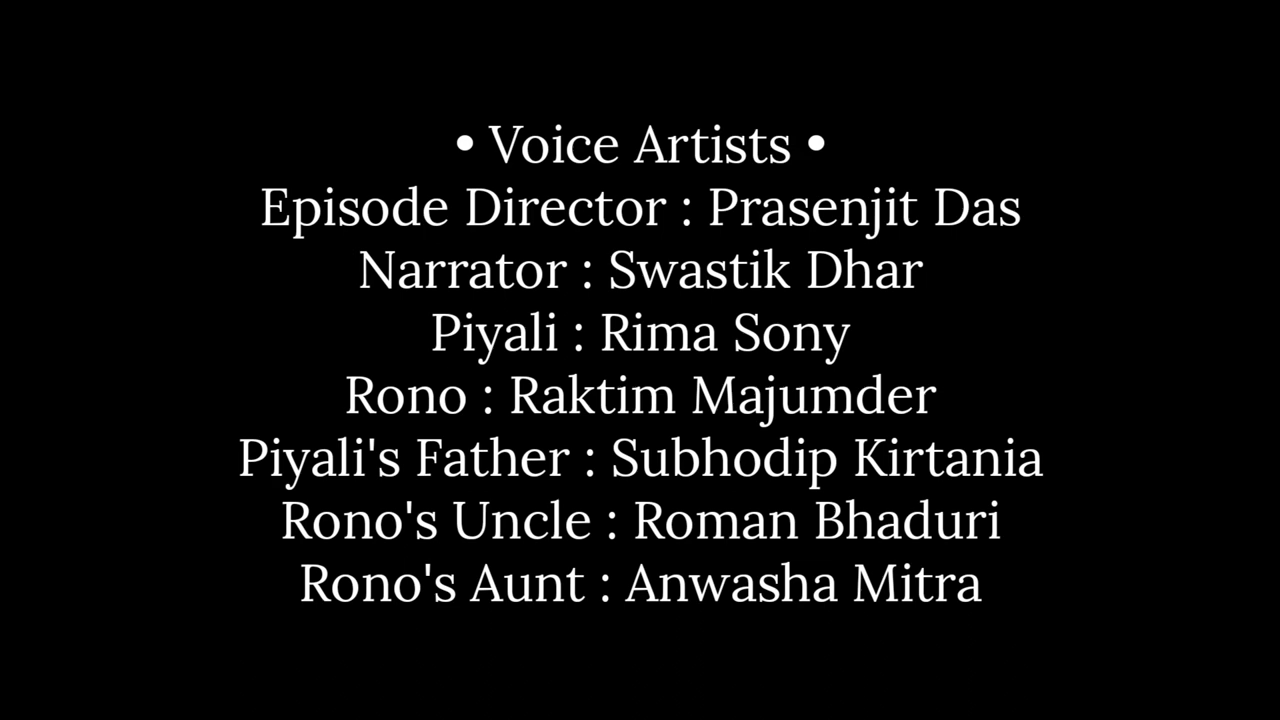 • Voice Artists •
Episode Director : Prasenjit Das
Narrator : Swastik Dhar
Piyali : Rima Sony
Rono : Raktim Majumder
Piyali's Father : Subhodip Kirtania
Rono's Uncle : Roman Bhaduri
Rono's Aunt : Anwasha Mitra